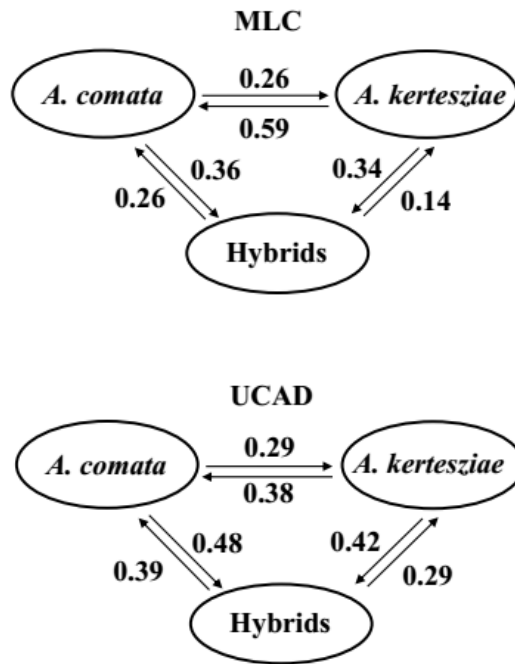 MLC
A. comata 0.26 A. kertesziae
0.59
0.36 0.34
0.26 0.14
Hybrids
UCAD
A. comata 0.29 A. kertesziae
0.38
0.48 0.42
0.39 0.29
Hybrids